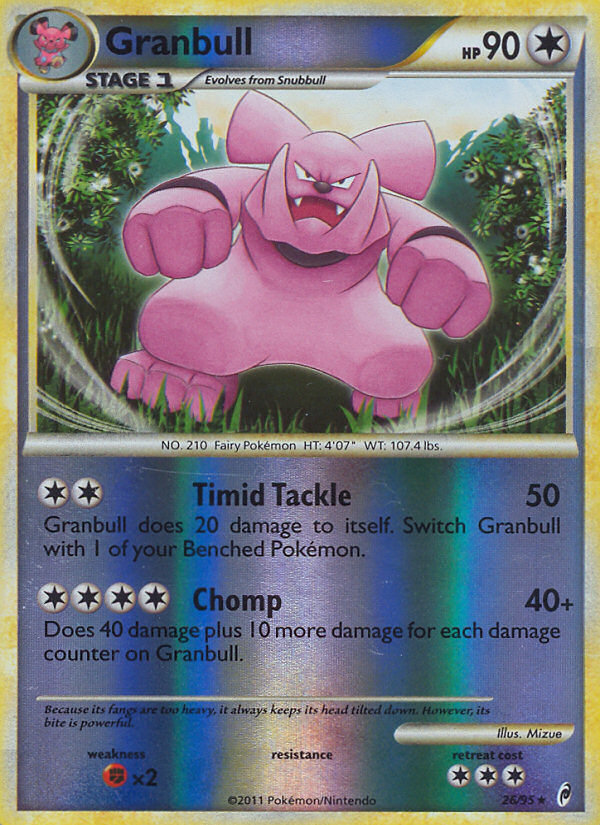 Granbull
HP 90
STAGE 1
Evolves from Snubbull
NO. 210 Fairy Pokémon HT: 4'07" WT: 107.4 lbs.
Timid Tackle 50
Granbull does 20 damage to itself. Switch Granbull
with 1 of your Benched Pokémon.
Chomp 40+
Does 40 damage plus 10 more damage for each damage
counter on Granbull.
Because its fangs are too heavy, it always keeps its head tilted down. However, its
bite is powerful.
Illus. Mizue
weakness resistance retreat cost
×2
©2011 Pokémon/Nintendo 26/95 ★